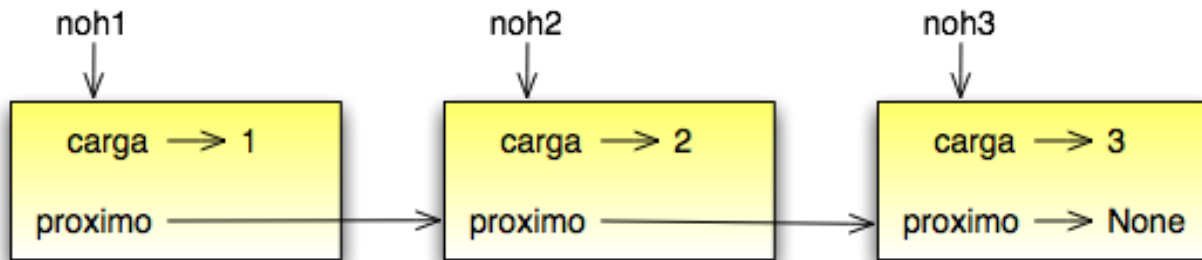 noh1 noh2 noh3
carga 1 carga 2 carga 3
proximo proximo proximo None